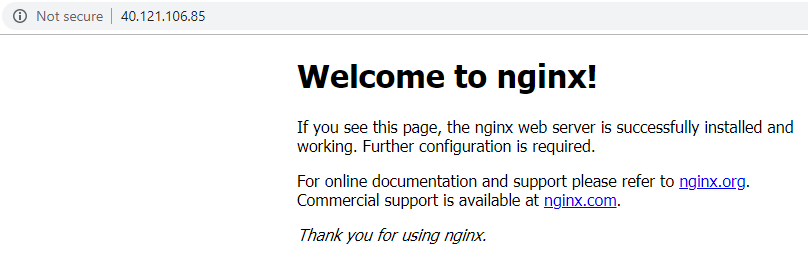 Not secure 40.121.106.85
Welcome to nginx!
If you see this page, the nginx web server is successfully installed and
working. Further configuration is required.
For online documentation and support please refer to nginx.org.
Commercial support is available at nginx.com.
Thank you for using nginx.